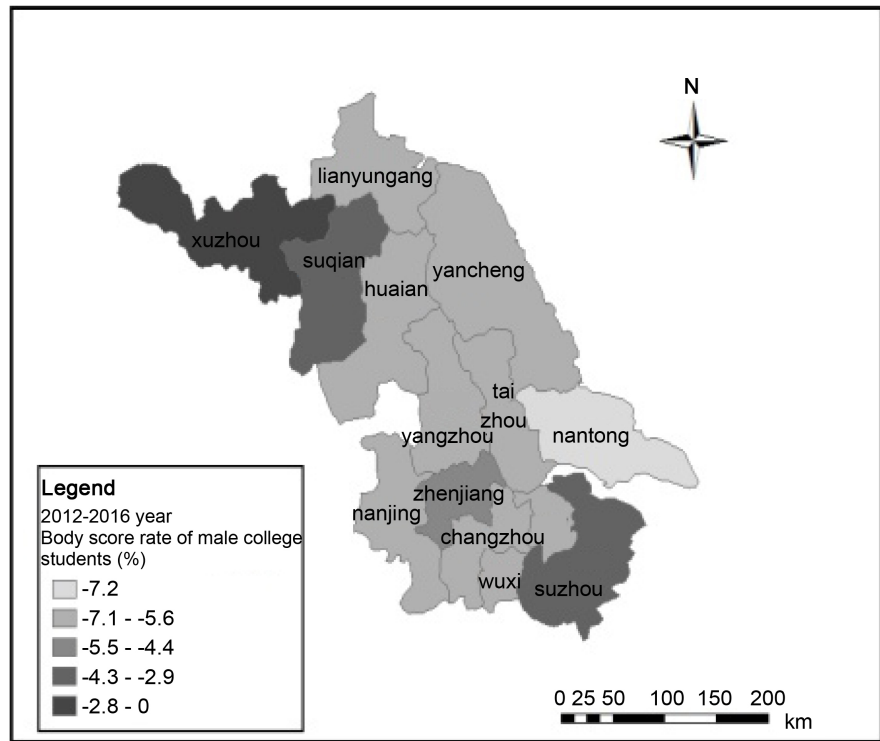 N
lianyungang
xuzhou
suqian
huaian
yancheng
tai
zhou
yangzhou
nantong
zhenjiang
nanjing
changzhou
wuxi
suzhou
Legend
2012-2016 year
Body score rate of male college
students (%)
-7.2
-7.1 - -5.6
-5.5 - -4.4
-4.3 - -2.9
-2.8 - 0
0 25 50 100 150 200
km